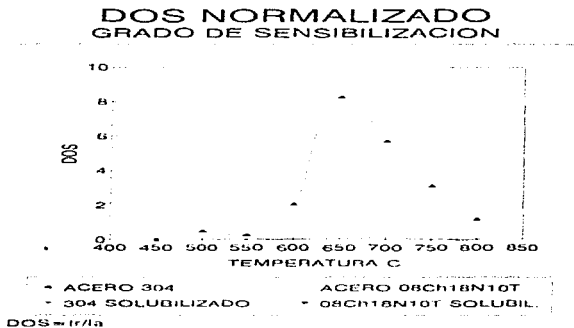 DOS NORMALIZADO
GRADO DE SENSIBILIZACION
10
8
6
4
2
0
DOS
400 450 500 550 600 650 700 750 800 850
TEMPERATURA C
ACERO 304 ACERO 08Ch18N10T
304 SOLUBILIZADO 08Ch18N10T SOLUBIL.
DOS=Ir/Ia